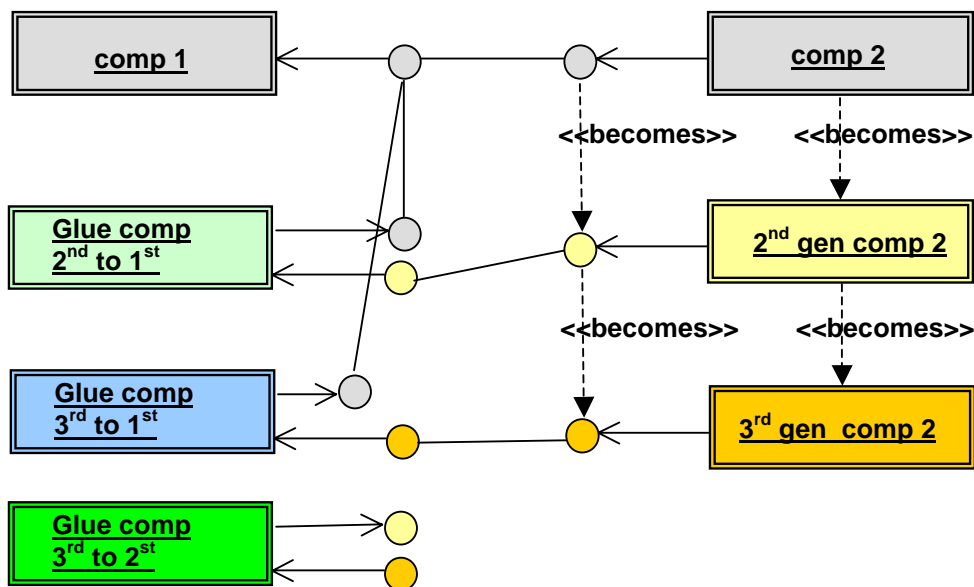 comp 1
comp 2
<<becomes>>
<<becomes>>
Glue comp
2nd to 1st
2nd gen comp 2
<<becomes>>
<<becomes>>
Glue comp
3rd to 1st
3rd gen  comp 2
Glue comp
3rd to 2st